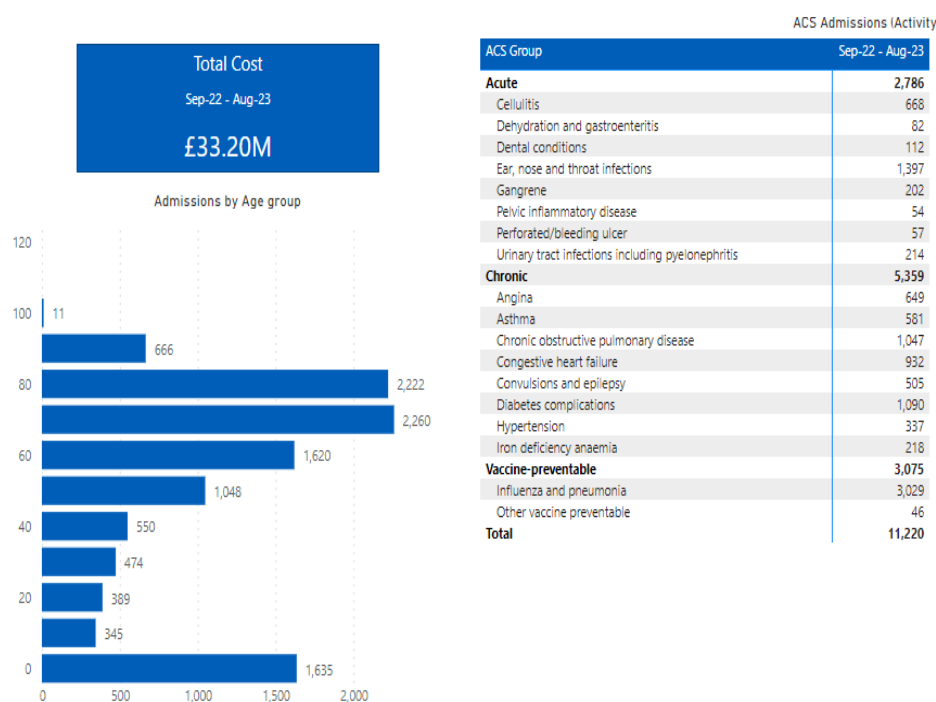 ACS Admissions (Activity
Total Cost
Sep-22 - Aug-23
£33.20M
Admissions by Age group
120
100
11
666
80
2,222
2,260
60
1,620
1,048
40
550
474
20
389
345
0
1,635
0 500 1,000 1,500 2,000
ACS Group Sep-22 - Aug-23
Acute 2,786
Cellulitis 668
Dehydration and gastroenteritis 82
Dental conditions 112
Ear, nose and throat infections 1,397
Gangrene 202
Pelvic inflammatory disease 54
Perforated/bleeding ulcer 57
Urinary tract infections including pyelonephritis 214
Chronic 5,359
Angina 649
Asthma 581
Chronic obstructive pulmonary disease 1,047
Congestive heart failure 932
Convulsions and epilepsy 505
Diabetes complications 1,090
Hypertension 337
Iron deficiency anaemia 218
Vaccine-preventable 3,075
Influenza and pneumonia 3,029
Other vaccine preventable 46
Total 11,220